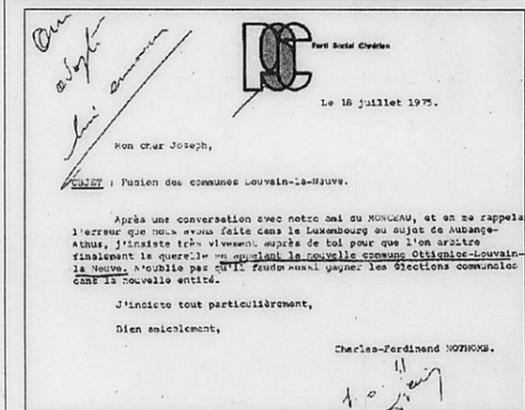 Oui
PSC
Parti Social Chrétien
Le 18 juillet 1975.
Mon cher Joseph,
OBJET : Fusion des communes Louvain-la-Neuve.
Après une conversation avec notre ami du MONCEAU, et en me rappela
l'erreur que nous avons faite dans le Luxembourg au sujet de Aubange-
Athus, j'insiste très vivement auprès de toi pour que l'on arbitre
finalement la querelle en appelant la nouvelle commune Ottignies-Louvain-
la Neuve. N'oublie pas qu'il faudra aussi gagner les élections communales
dans la nouvelle entité.
J'insiste tout particulièrement,
Bien amicalement,
Charles-Ferdinand NOTHOMB.